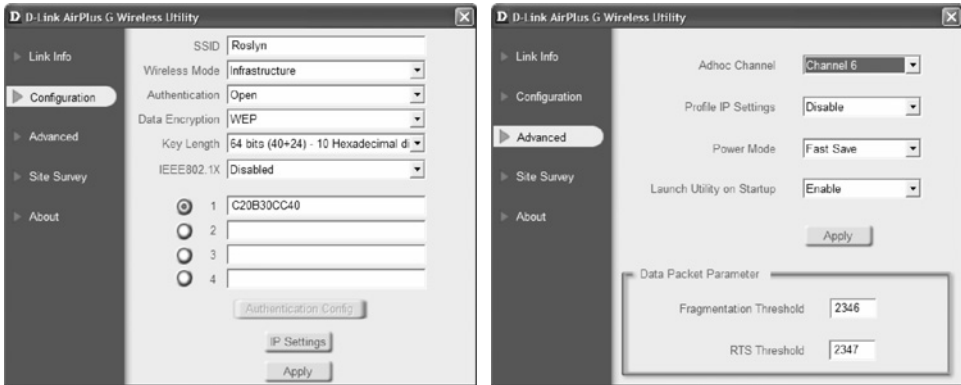 D D-Link AirPlus G Wireless Utility
Link Info
Configuration
Advanced
Site Survey
About
SSID Roslyn
Wireless Mode Infrastructure
Authentication Open
Data Encryption WEP
Key Length 64 bits (40+24) - 10 Hexadecimal di
IEEE802.1X Disabled
1 C20B30CC40
2
3
4
Authentication Config
IP Settings
Apply
D D-Link AirPlus G Wireless Utility
Link Info
Configuration
Advanced
Site Survey
About
Adhoc Channel Channel 6
Profile IP Settings Disable
Power Mode Fast Save
Launch Utility on Startup Enable
Apply
Data Packet Parameter
Fragmentation Threshold 2346
RTS Threshold 2347